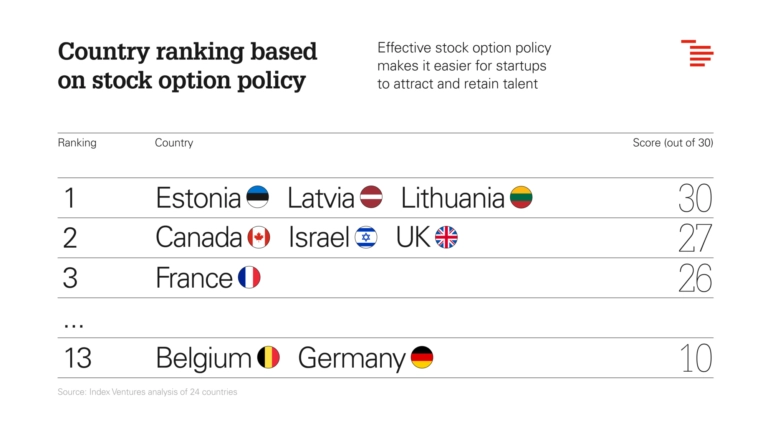 Country ranking based
on stock option policy
Effective stock option policy
makes it easier for startups
to attract and retain talent
Ranking Country Score (out of 30)
1 Estonia Latvia Lithuania 30
2 Canada Israel UK 27
3 France 26
...
13 Belgium Germany 10
Source: Index Ventures analysis of 24 countries